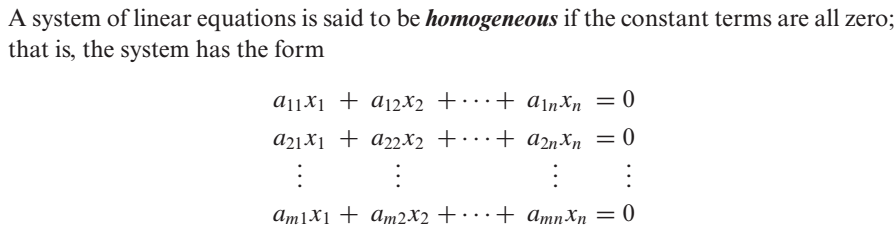 A system of linear equations is said to be homogeneous if the constant terms are all zero;
that is, the system has the form
a₁₁x₁ + a₁₂x₂ + ··· + a₁ₙxₙ = 0
a₂₁x₁ + a₂₂x₂ + ··· + a₂ₙxₙ = 0
⋮ ⋮ ⋮ ⋮
aₘ₁x₁ + aₘ₂x₂ + ··· + aₘₙxₙ = 0